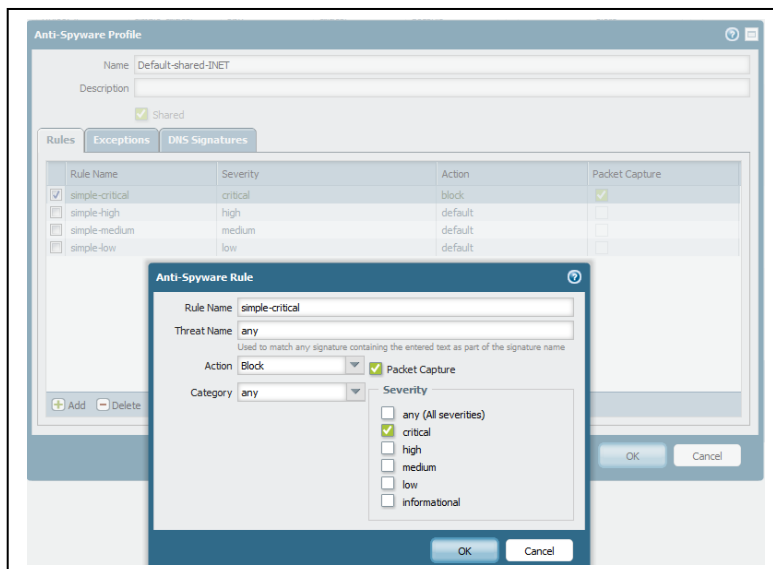 Anti-Spyware Profile
Name Default-shared-INET
Description
Shared
Rules Exceptions DNS Signatures
Rule Name Severity Action Packet Capture
simple-critical critical block
simple-high high default
simple-medium medium default
simple-low low default
Anti-Spyware Rule
Rule Name simple-critical
Threat Name any
Used to match any signature containing the entered text as part of the signature name
Action Block Packet Capture
Category any Severity
any (All severities)
critical
high
medium
low
informational
Add Delete
OK Cancel
OK Cancel